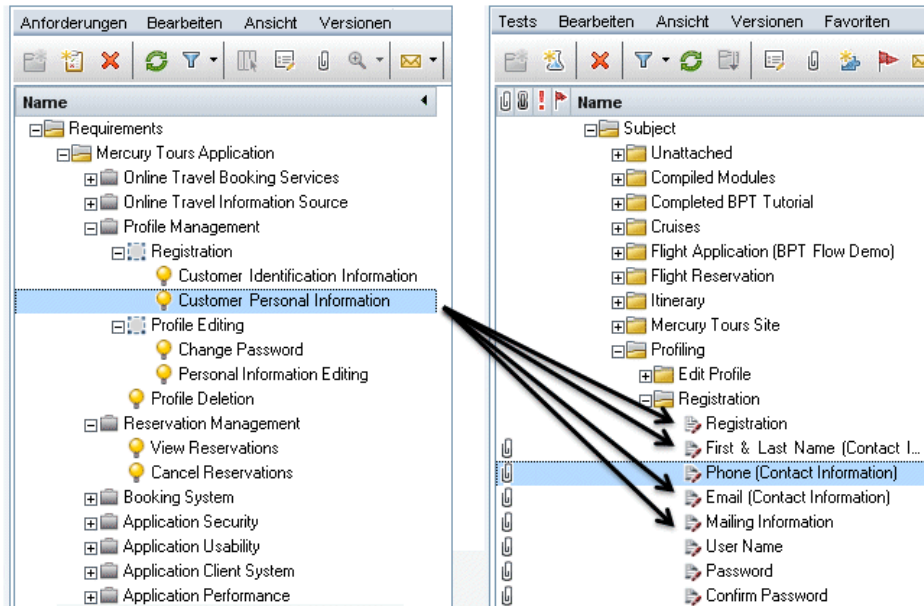 Anforderungen Bearbeiten Ansicht Versionen
Name
Requirements
Mercury Tours Application
Online Travel Booking Services
Online Travel Information Source
Profile Management
Registration
Customer Identification Information
Customer Personal Information
Profile Editing
Change Password
Personal Information Editing
Profile Deletion
Reservation Management
View Reservations
Cancel Reservations
Booking System
Application Security
Application Usability
Application Client System
Application Performance
Tests Bearbeiten Ansicht Versionen Favoriten
Name
Subject
Unattached
Compiled Modules
Completed BPT Tutorial
Cruises
Flight Application (BPT Flow Demo)
Flight Reservation
Itinerary
Mercury Tours Site
Profiling
Edit Profile
Registration
Registration
First & Last Name (Contact I...
Phone (Contact Information)
Email (Contact Information)
Mailing Information
User Name
Password
Confirm Password